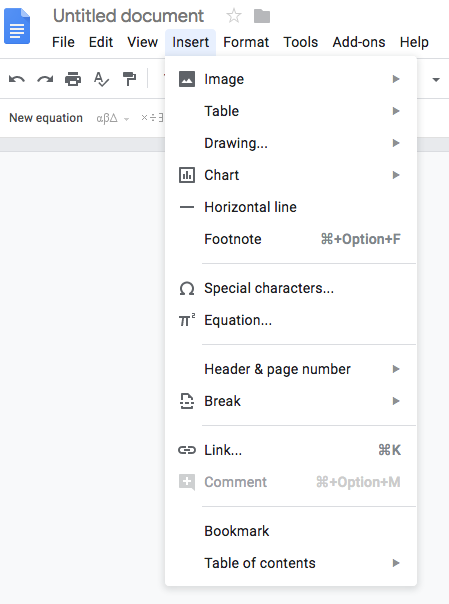 Untitled document
File Edit View Insert Format Tools Add-ons Help
New equation αβΔ ×÷∃
Image
Table
Drawing...
Chart
Horizontal line
Footnote ⌘+Option+F
Special characters...
π² Equation...
Header & page number
Break
Link... ⌘K
Comment ⌘+Option+M
Bookmark
Table of contents